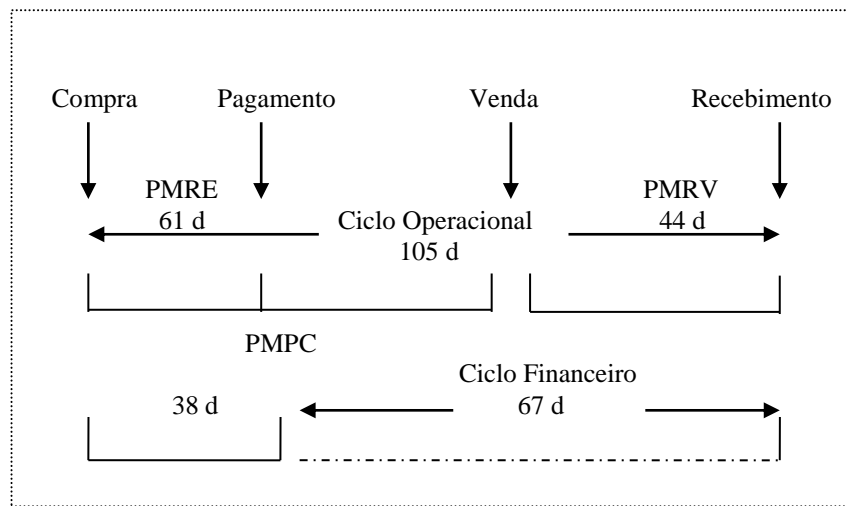 Compra Pagamento Venda Recebimento
PMRE PMRV
61 d Ciclo Operacional 44 d
105 d
PMPC
Ciclo Financeiro
38 d 67 d